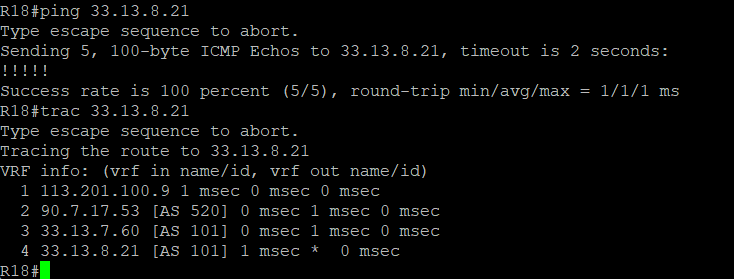 R18#ping 33.13.8.21
Type escape sequence to abort.
Sending 5, 100-byte ICMP Echos to 33.13.8.21, timeout is 2 seconds:
!!!!!
Success rate is 100 percent (5/5), round-trip min/avg/max = 1/1/1 ms
R18#trac 33.13.8.21
Type escape sequence to abort.
Tracing the route to 33.13.8.21
VRF info: (vrf in name/id, vrf out name/id)
  1 113.201.100.9 1 msec 0 msec 0 msec
  2 90.7.17.53 [AS 520] 0 msec 1 msec 0 msec
  3 33.13.7.60 [AS 101] 0 msec 1 msec 0 msec
  4 33.13.8.21 [AS 101] 1 msec *  0 msec
R18#